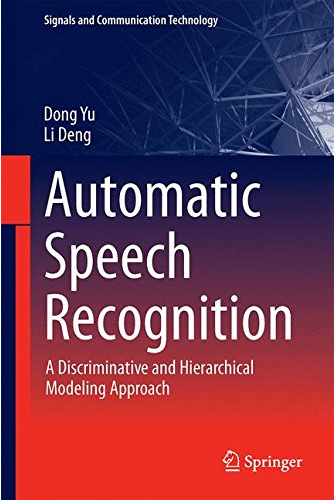 Signals and Communication Technology
Dong Yu
Li Deng
Automatic
Speech
Recognition
A Discriminative and Hierarchical
Modeling Approach
Springer